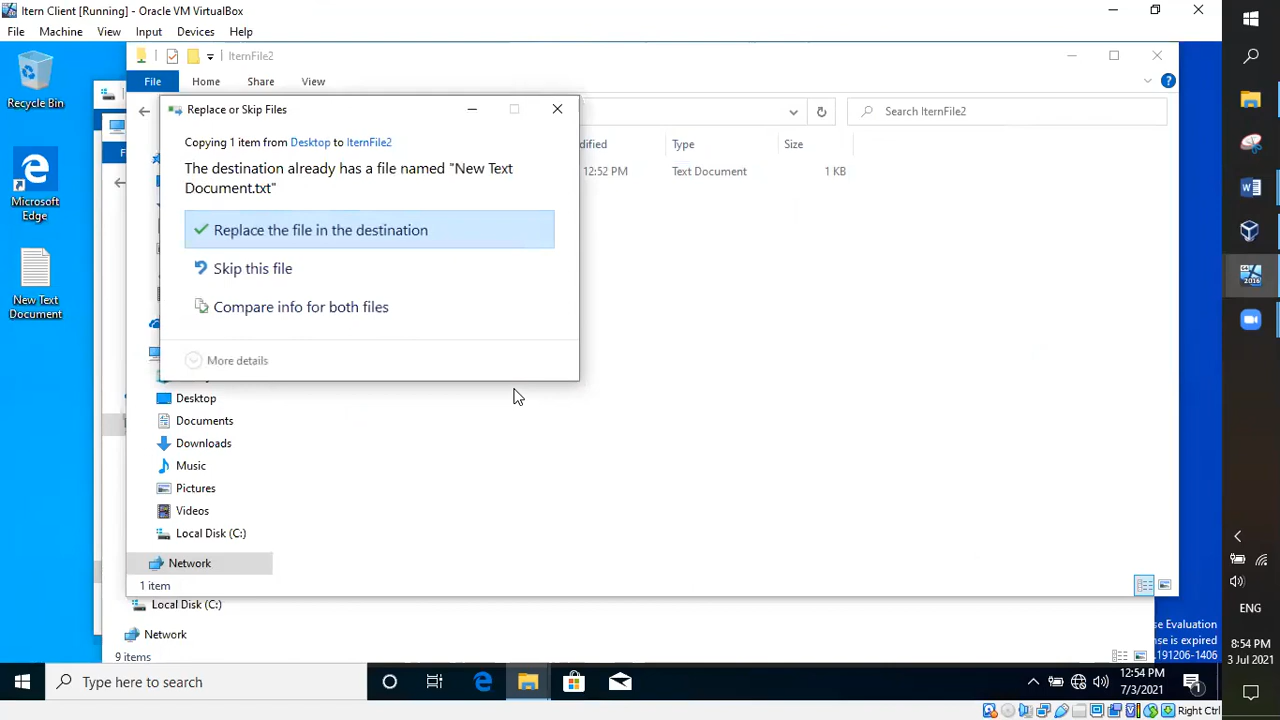 Itern Client [Running] - Oracle VM VirtualBox
File Machine View Input Devices Help
Recycle Bin
Microsoft
Edge
New Text
Document
IternFile2
File Home Share View
Search IternFile2
Replace or Skip Files
Copying 1 item from Desktop to IternFile2
The destination already has a file named "New Text
Document.txt"
Replace the file in the destination
Skip this file
Compare info for both files
More details
Type Size
12:52 PM Text Document 1 KB
Desktop
Documents
Downloads
Music
Pictures
Videos
Local Disk (C:)
Network
1 item
Local Disk (C:)
Network
9 items
Evaluation
is expired
.191206-1406
Type here to search
12:54 PM
7/3/2021
1
Right Ctrl
2016
ENG
8:54 PM
3 Jul 2021